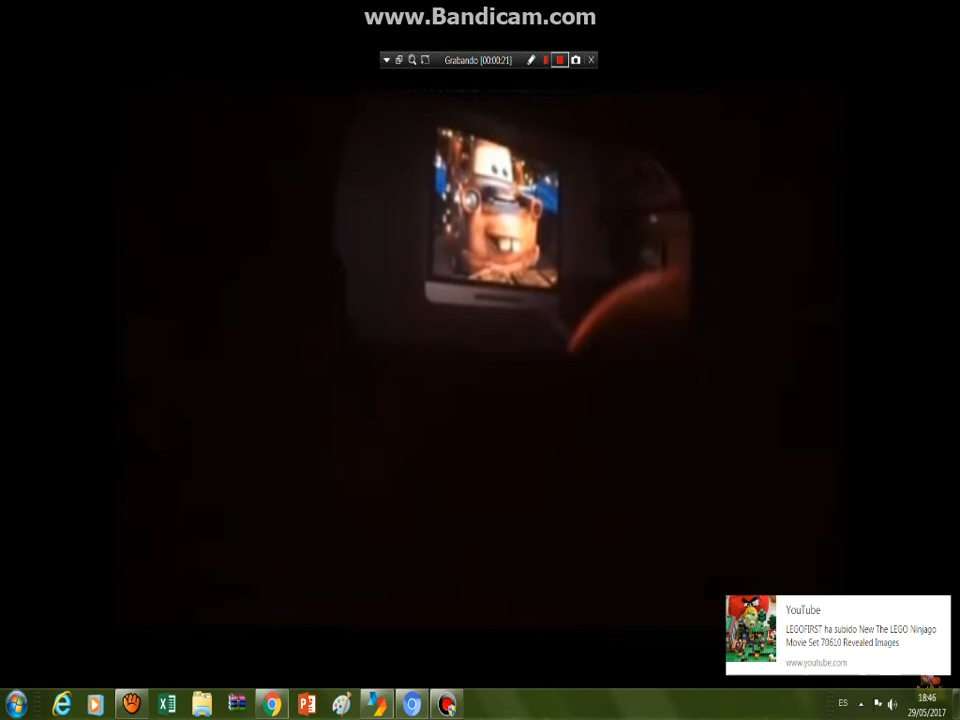 www.Bandicam.com
Grabando [00:00:21]
YouTube
LEGOFIRST ha subido New The LEGO Ninjago
Movie Set 70610 Revealed Images
www.youtube.com
ES
18:46
29/05/2017